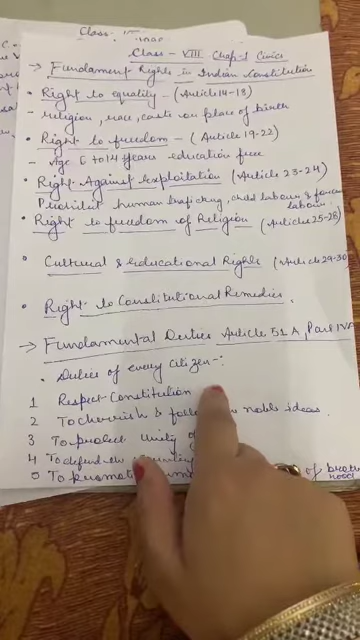 Class:
Class - VIII Chap-1 Civics
→ Fundament Rights in Indian Constitution
• Right to equality - (Article 14-18)
- religion, race, caste on place of birth
• Right to freedom - (Article 19-22)
- Age 6 to 14 years education free
• Right Against Exploitation (Article 23-24)
Prohibit human trafficking, child labour &
labour.
• Right to freedom of Religion (Article 25-28)
• Cultural & educational Rights (Article 29-30)
• Right to Constitutional Remedies.
→ Fundamental Duties Article 51 A, Part IVA
• Duties of every citizen -:
1 Respect Constitution
2 To cherish & noble ideas.
3 To protect unity
4 To defend
5 To promote of